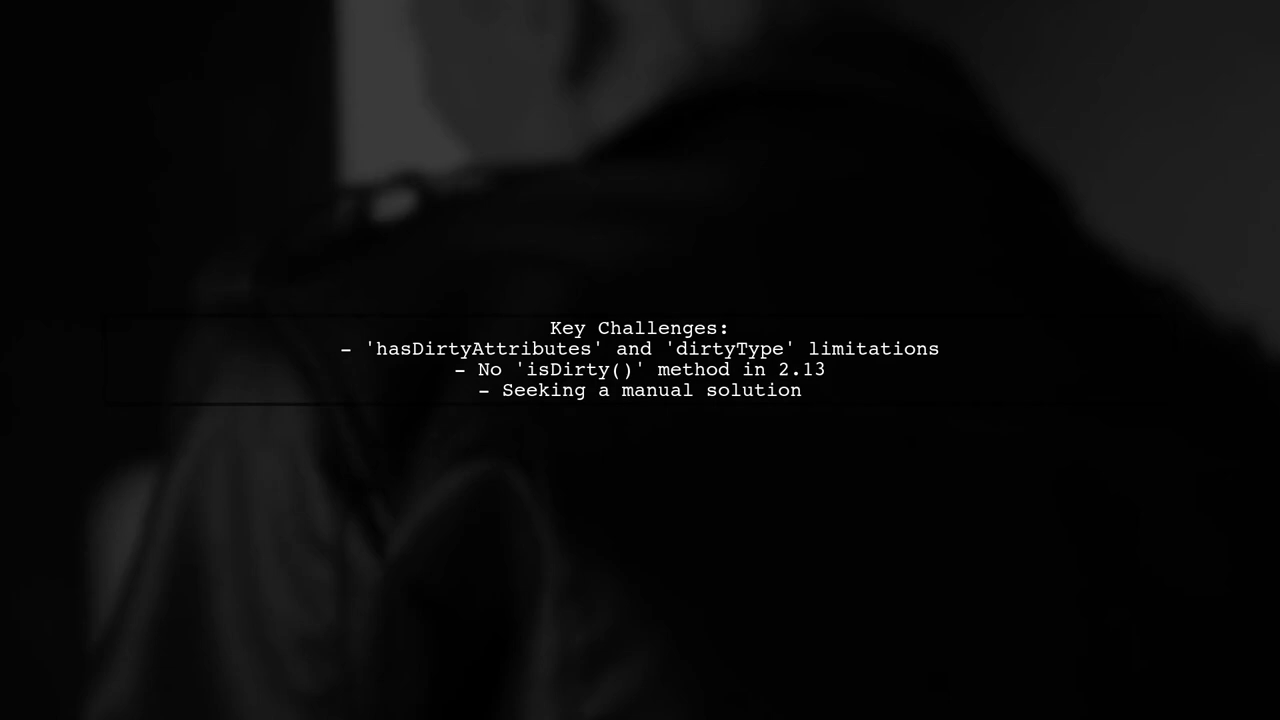 Key Challenges:
- 'hasDirtyAttributes' and 'dirtyType' limitations
- No 'isDirty()' method in 2.13
- Seeking a manual solution